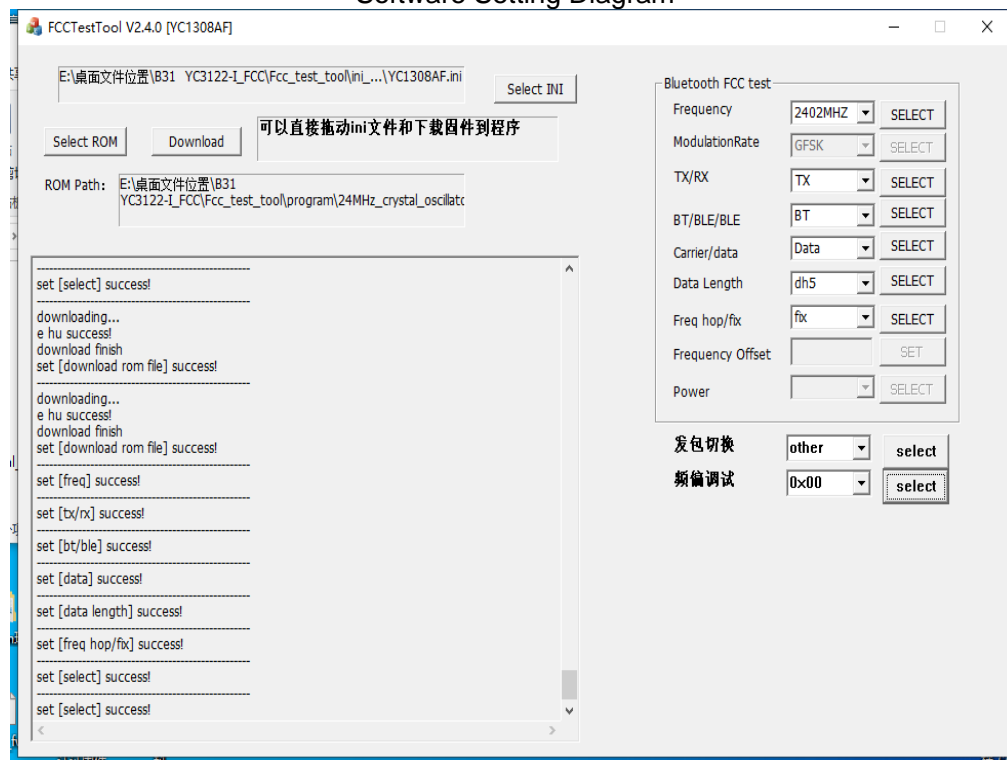 Software Setting Diagram
FCCTestTool V2.4.0 [YC1308AF]
E:\桌面文件位置\B31 YC3122-I_FCC\Fcc_test_tool\ini_...\YC1308AF.ini
Select INI
Select ROM
Download
可以直接拖动ini文件和下载固件到程序
ROM Path:
E:\桌面文件位置\B31
YC3122-I_FCC\Fcc_test_tool\program\24MHz_crystal_oscillatc
set [select] success!
downloading...
e hu success!
download finish
set [download rom file] success!
downloading...
e hu success!
download finish
set [download rom file] success!
set [freq] success!
set [tx/rx] success!
set [bt/ble] success!
set [data] success!
set [data length] success!
set [freq hop/fix] success!
set [select] success!
set [select] success!
Bluetooth FCC test
Frequency 2402MHZ SELECT
ModulationRate GFSK SELECT
TX/RX TX SELECT
BT/BLE/BLE BT SELECT
Carrier/data Data SELECT
Data Length dh5 SELECT
Freq hop/fix fix SELECT
Frequency Offset SET
Power SELECT
发包切换 other select
频偏调试 0x00 select